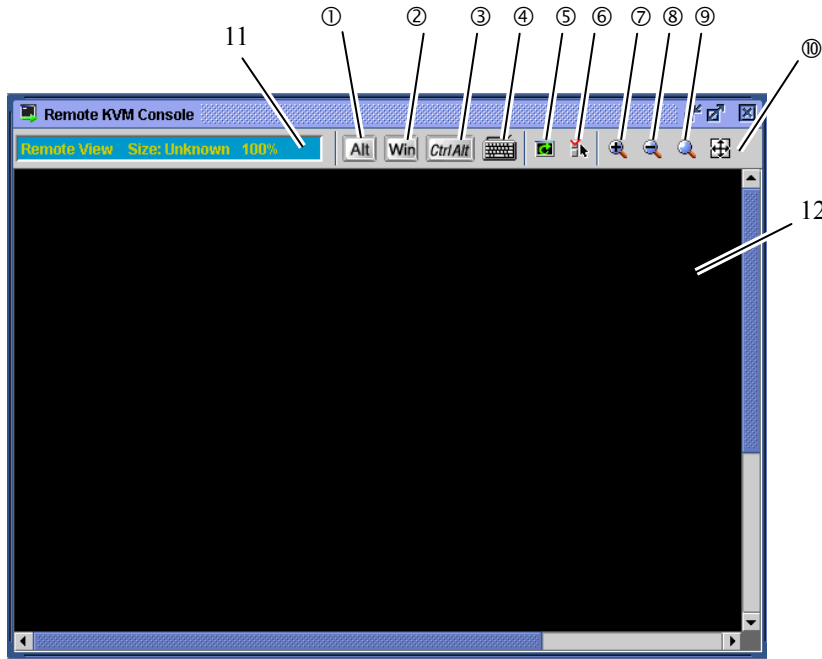 ① ② ③ ④ ⑤ ⑥ ⑦ ⑧ ⑨ ⑩
11
Remote KVM Console
Remote View Size: Unknown 100%
Alt Win CtrlAlt
12